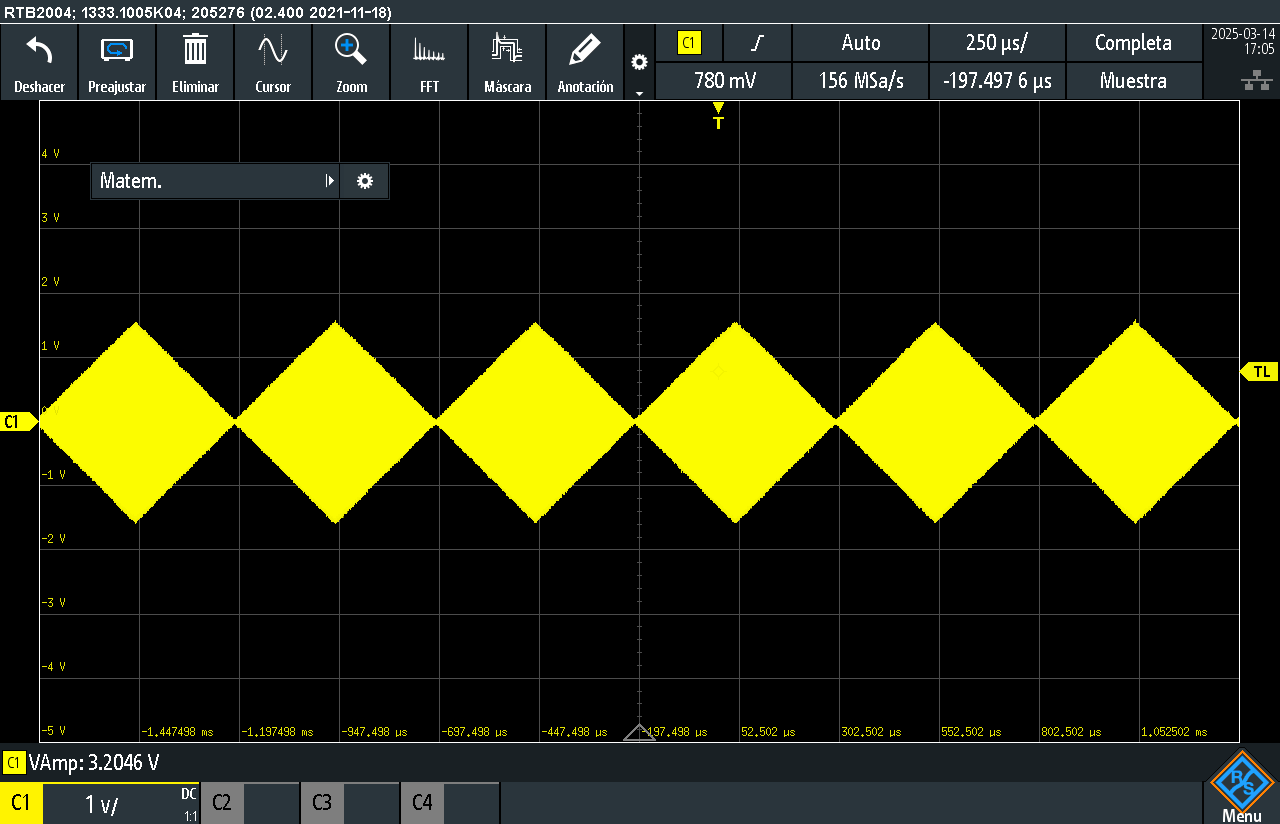 RTB2004; 1333.1005K04; 205276 (02.400 2021-11-18)
Deshacer
Preajustar
Eliminar
Cursor
Zoom
FFT
Máscara
Anotación
C1
Auto
250 µs/
Completa
780 mV
156 MSa/s
-197.497 6 µs
Muestra
2025-03-14
17:05
T
4 V
Matem.
3 V
2 V
1 V
TL
C1
-1 V
-2 V
-3 V
-4 V
-5 V
-1.447498 ms
-1.197498 ms
-947.498 µs
-697.498 µs
-447.498 µs
-197.498 µs
52.502 µs
302.502 µs
552.502 µs
802.502 µs
1.052502 ms
C1 VAmp: 3.2046 V
C1
1 V/
DC
1:1
C2
C3
C4
R S
Menu